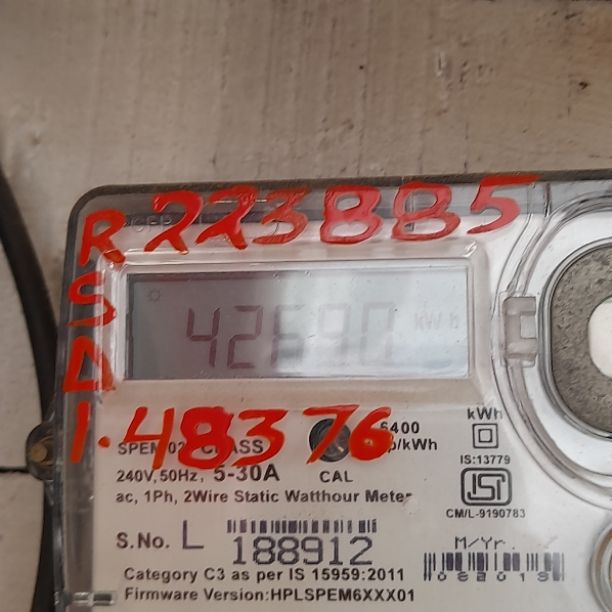 R 223885
S
D
42690 kWh
1.48376
6400
kWh
240V, 50Hz, 5-30A
CAL
IS:13779
ac, 1Ph, 2Wire Static Watthour Meter
CM/L-9190783
S.No. L 188912
M/Yr.
Category C3 as per IS 15959:2011
Firmware Version:HPLSPEM6XXX01